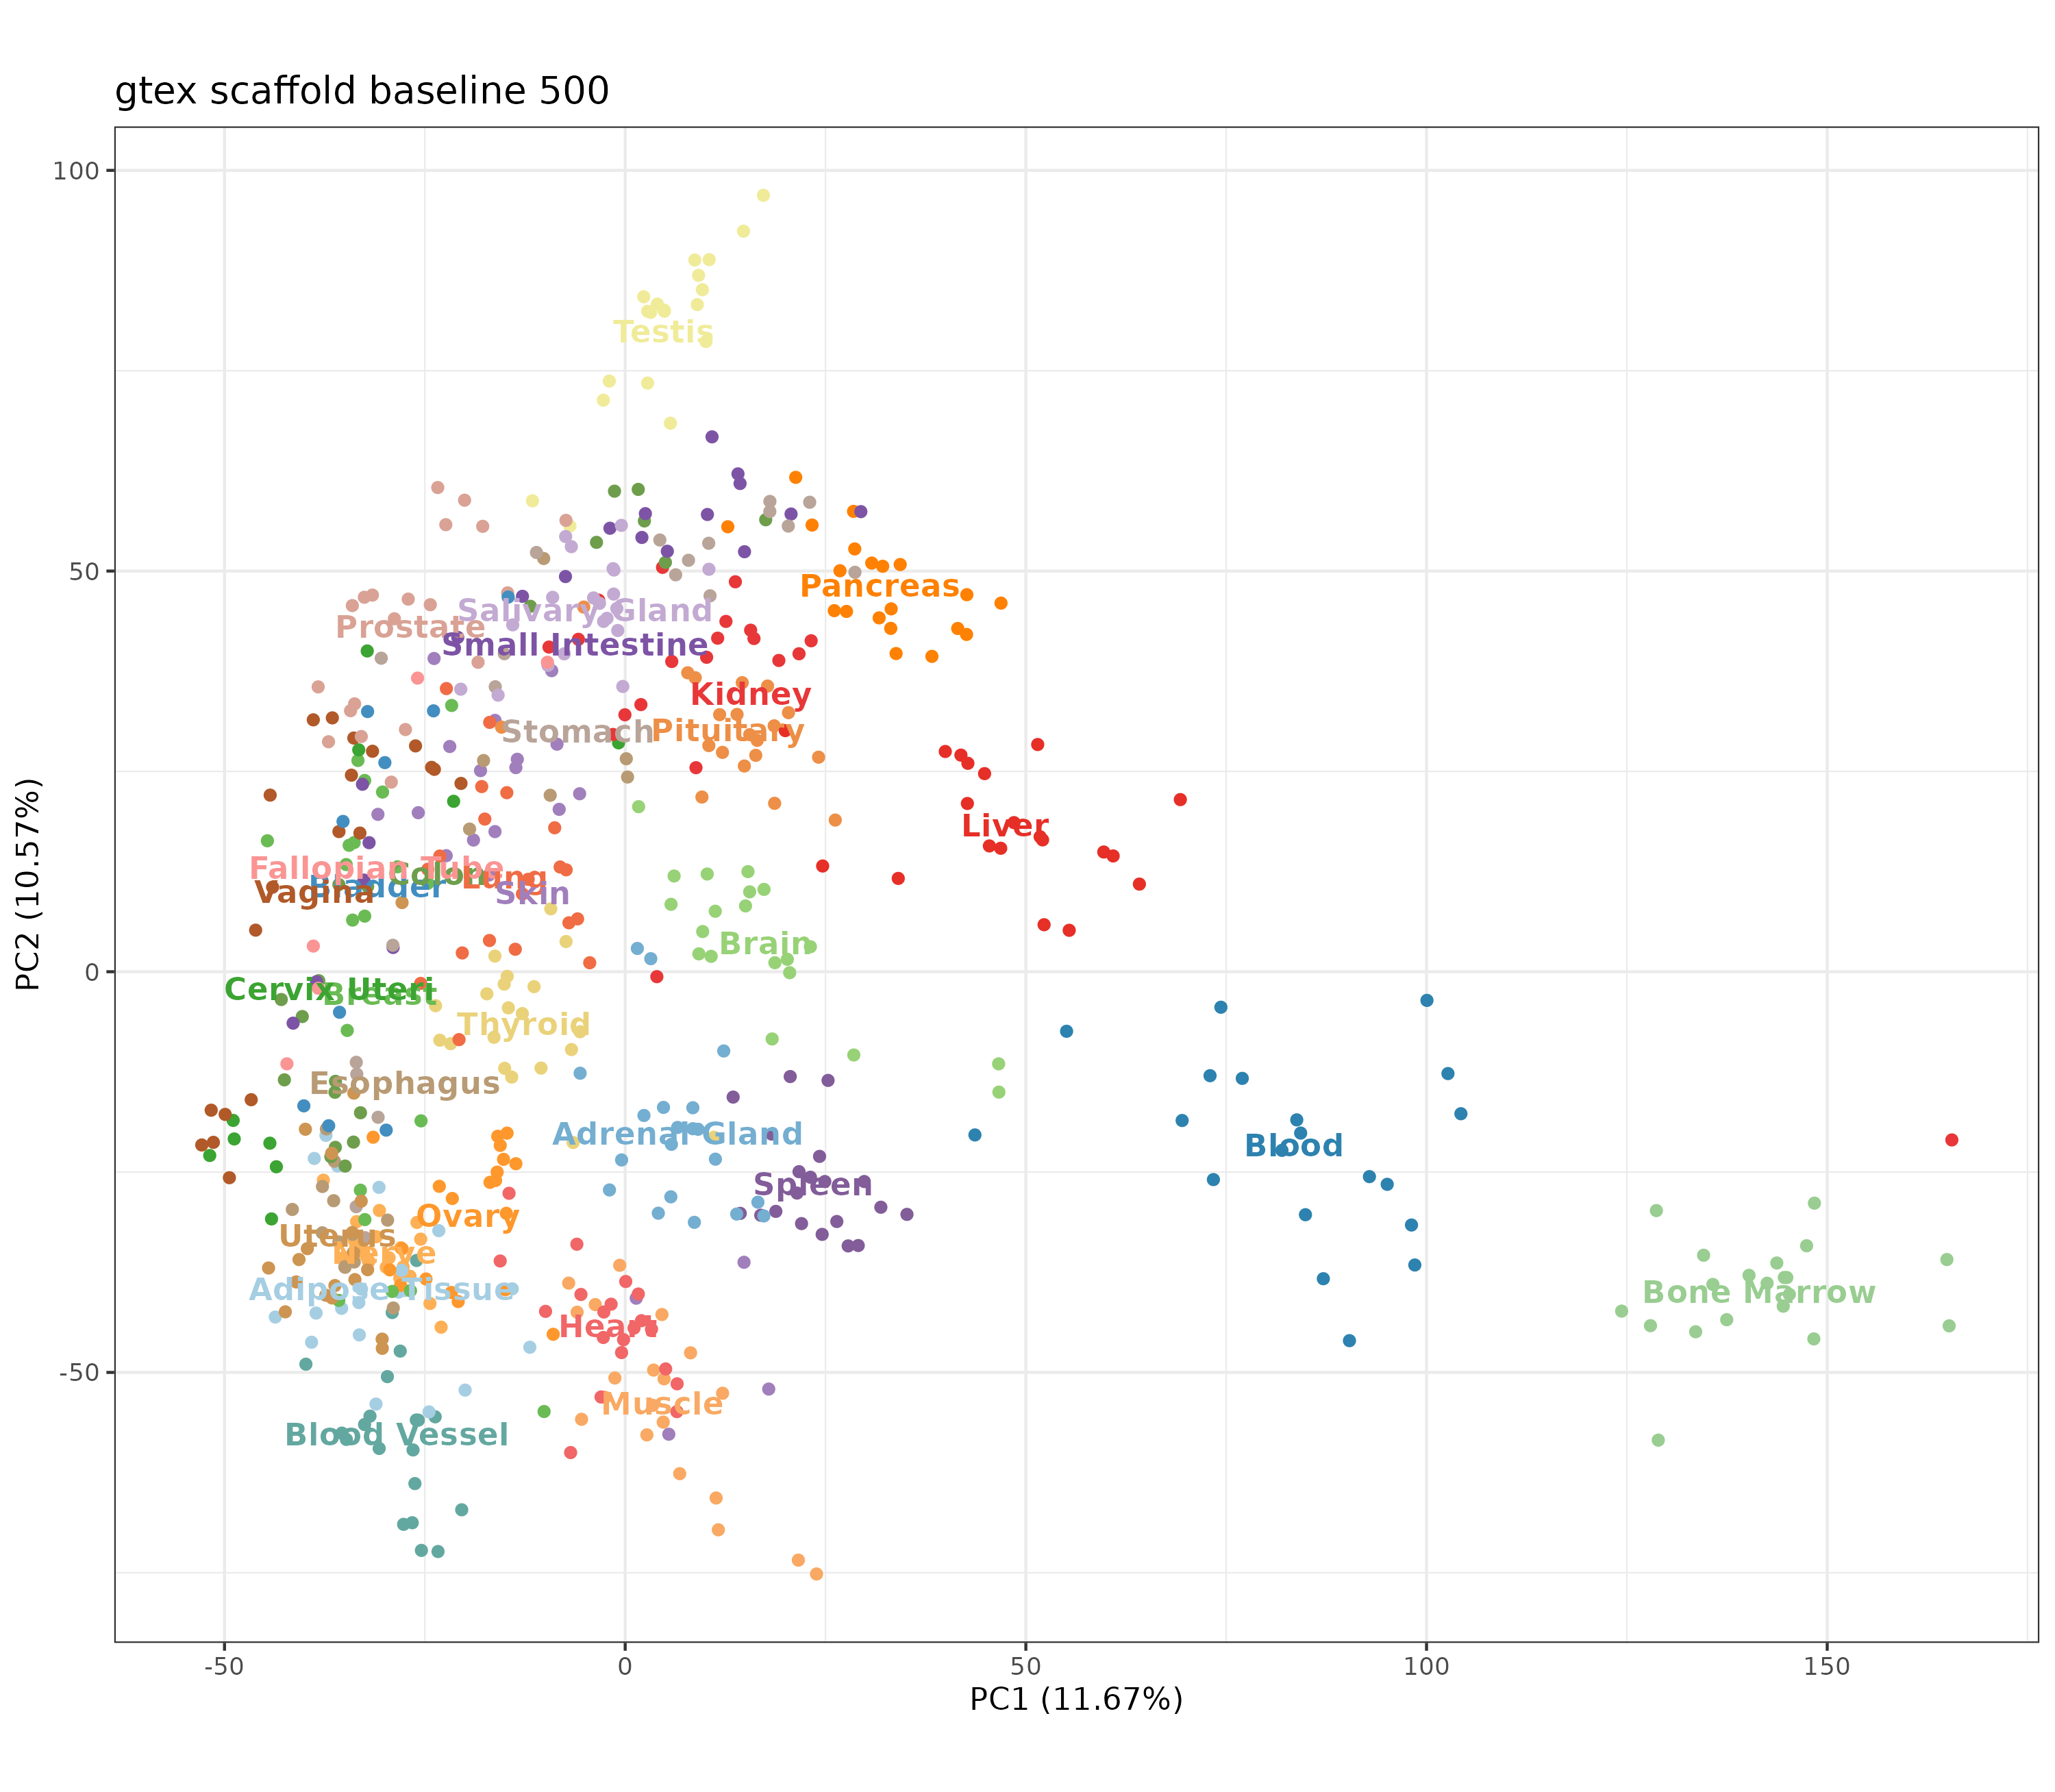 gtex scaffold baseline 500
100
Testis
50
Pancreas
Salivary Gland
Prostate
Small Intestine
Kidney
Stomach
Pituitary
Liver
Fallopian Tube
Colon
Lung
Bladder
Vagina
Skin
Brain
0
Cervix Uteri
Breast
Thyroid
Esophagus
Adrenal Gland
Blood
Spleen
Ovary
Uterus
Nerve
Adipose Tissue
Bone Marrow
Heart
-50
Muscle
Blood Vessel
-50
0
50
100
150
PC1 (11.67%)
PC2 (10.57%)